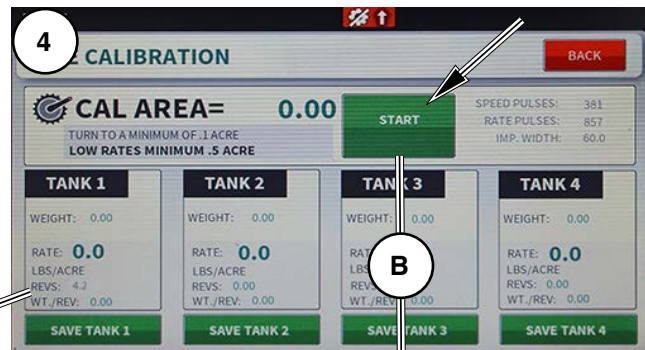 4
E CALIBRATION
BACK
CAL AREA= 0.00
START
TURN TO A MINIMUM OF .1 ACRE
LOW RATES MINIMUM .5 ACRE
SPEED PULSES: 381
RATE PULSES: 857
IMP. WIDTH: 60.0
TANK 1
WEIGHT: 0.00
RATE: 0.0
LBS/ACRE
REVS: 4.2
WT./REV: 0.00
SAVE TANK 1
TANK 2
WEIGHT: 0.00
RATE: 0.0
LBS/ACRE
REVS: 0.00
WT./REV: 0.00
SAVE TANK 2
TANK 3
WEIGHT: 0.00
B
SAVE TANK 3
TANK 4
WEIGHT: 0.00
RATE: 0.0
LBS/ACRE
REVS: 0.00
WT./REV: 0.00
SAVE TANK 4